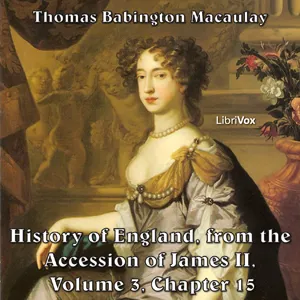 Thomas Babington Macaulay
LibriVox
History of England, from the
Accession of James II,
Volume 3, Chapter 15